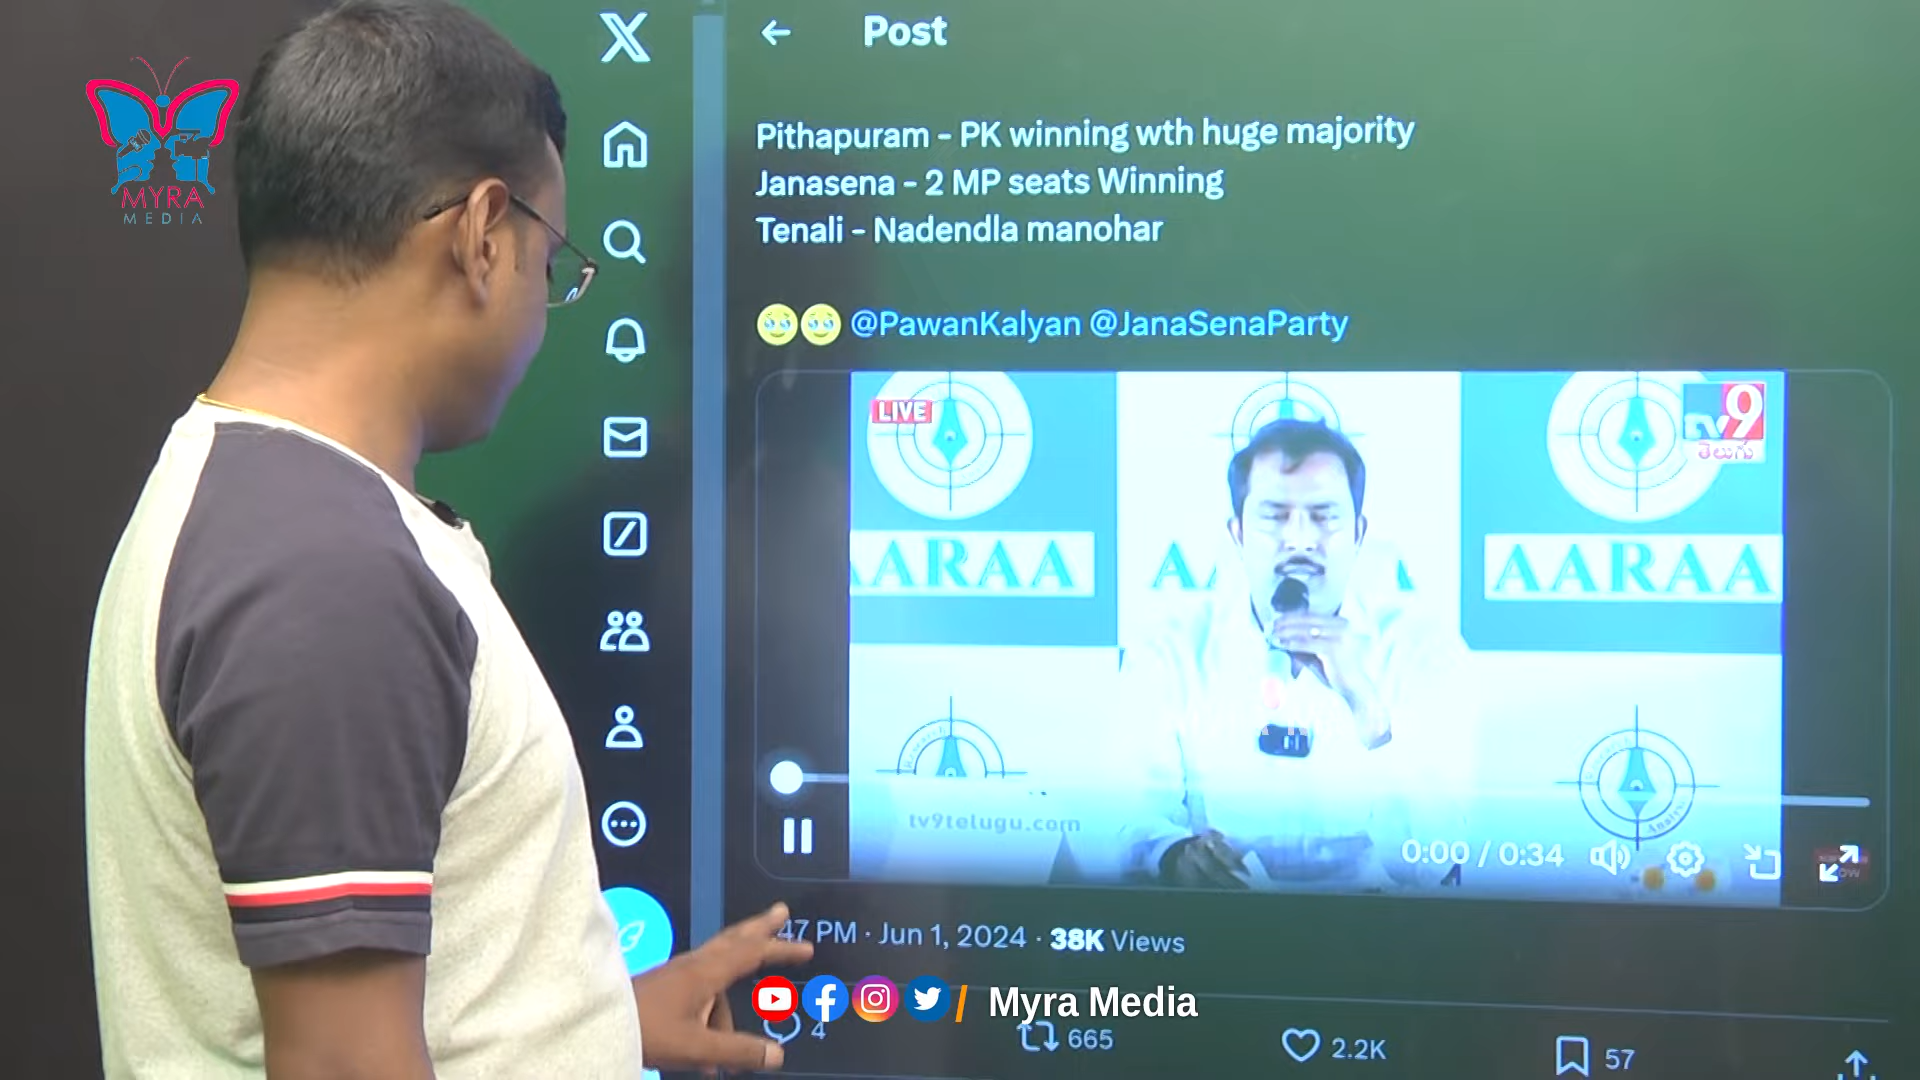 Post
MYRA
MEDIA
Pithapuram - PK winning wth huge majority
Janasena - 2 MP seats Winning
Tenali - Nadendla manohar
@PawanKalyan @JanaSenaParty
LIVE
TV9
తెలుగు
AARAA
AARAA
tv9telugu.com
0:00 / 0:34
47 PM · Jun 1, 2024 · 38K Views
Myra Media
4
665
2.2K
57